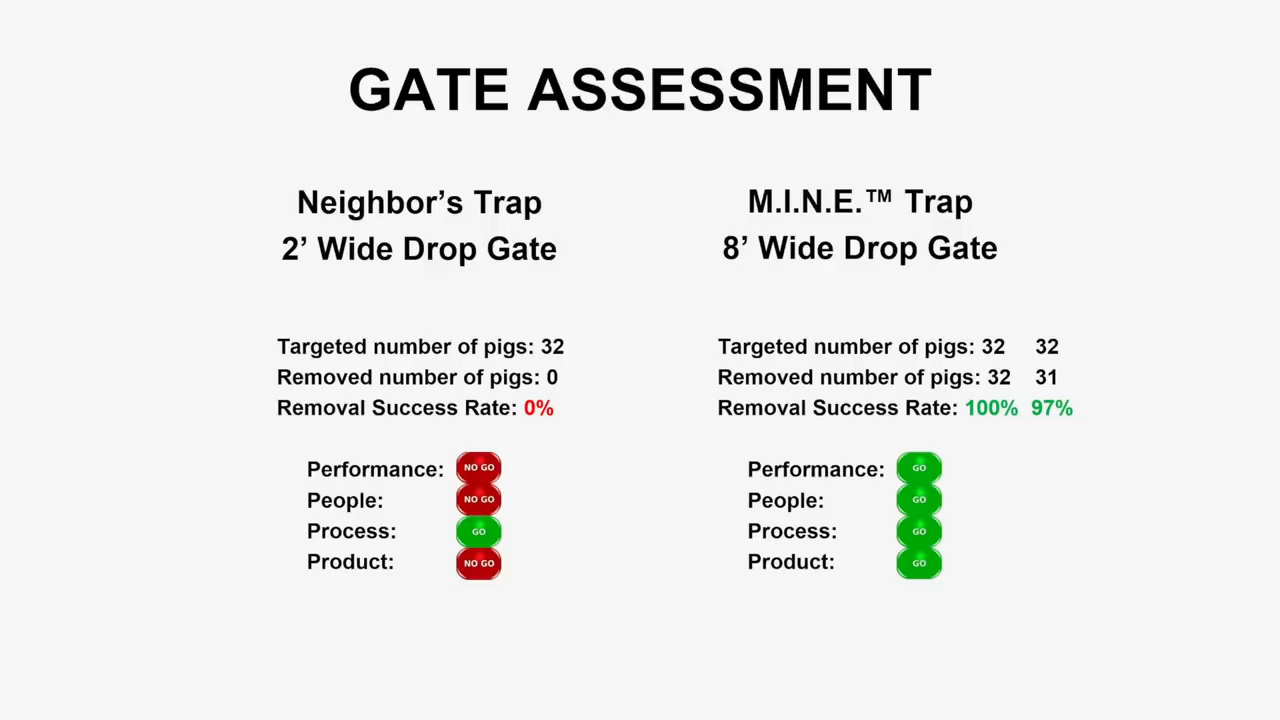 GATE ASSESSMENT
Neighbor’s Trap
2’ Wide Drop Gate
Targeted number of pigs: 32
Removed number of pigs: 0
Removal Success Rate: 0%
Performance: NO GO
People: NO GO
Process: GO
Product: NO GO
M.I.N.E.™ Trap
8’ Wide Drop Gate
Targeted number of pigs: 32 32
Removed number of pigs: 32 31
Removal Success Rate: 100% 97%
Performance: GO
People: GO
Process: GO
Product: GO